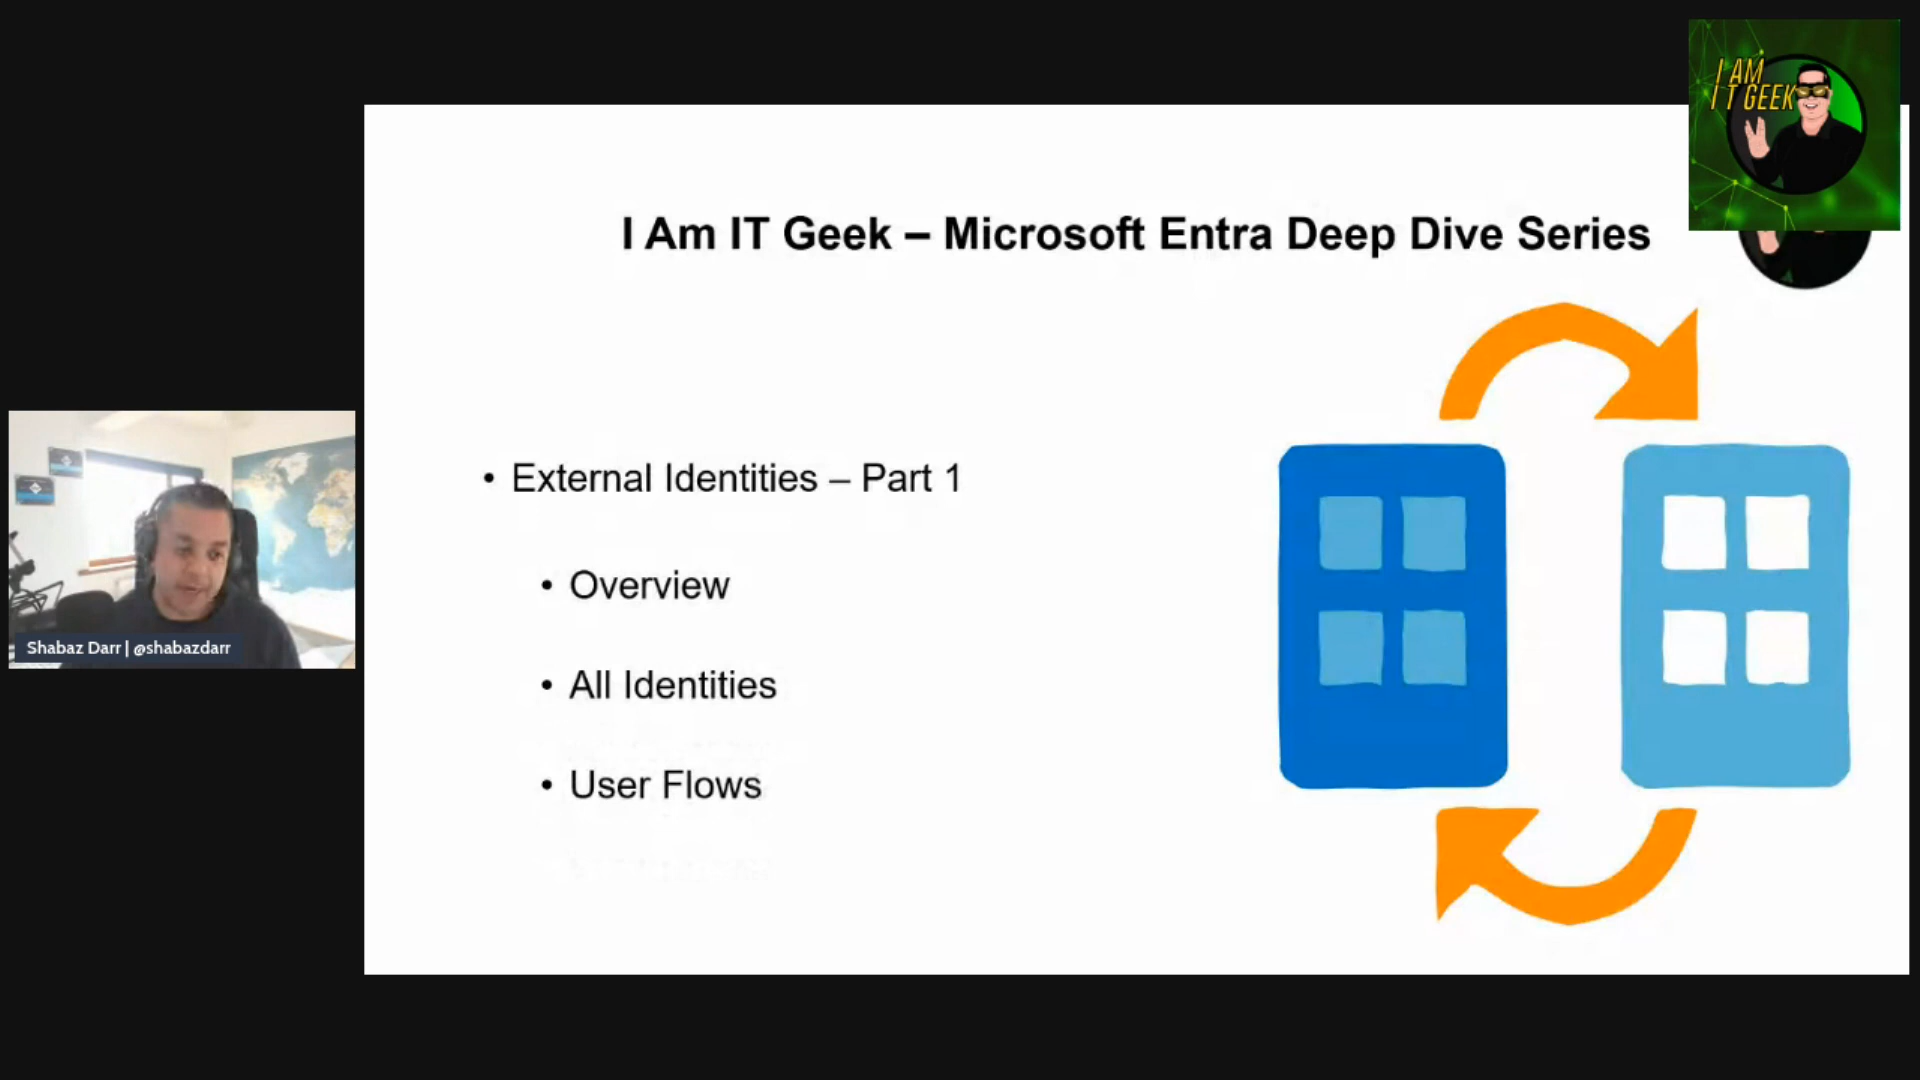 I AM
I T GEEK
I Am IT Geek – Microsoft Entra Deep Dive Series
• External Identities – Part 1
• Overview
• All Identities
• User Flows
Shabaz Darr | @shabazdarr